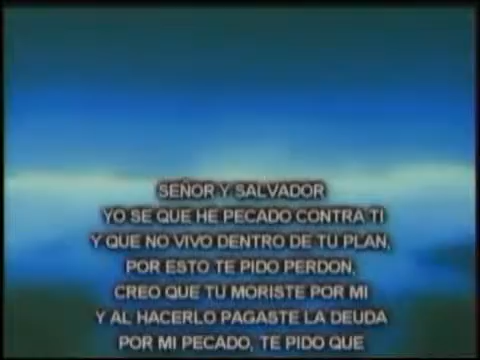 SEÑOR Y SALVADOR
YO SE QUE HE PECADO CONTRA TI
Y QUE NO VIVO DENTRO DE TU PLAN,
POR ESTO TE PIDO PERDON,
CREO QUE TU MORISTE POR MI
Y AL HACERLO PAGASTE LA DEUDA
POR MI PECADO, TE PIDO QUE